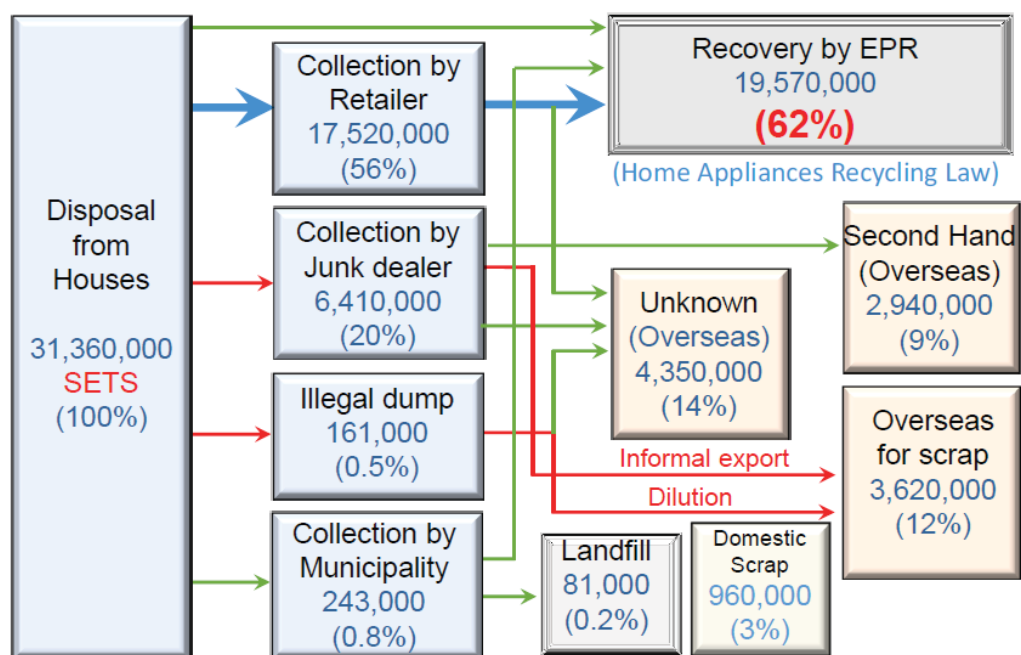 Disposal
from
Houses
31,360,000
SETS
(100%)
Collection by
Retailer
17,520,000
(56%)
Collection by
Junk dealer
6,410,000
(20%)
Illegal dump
161,000
(0.5%)
Collection by
Municipality
243,000
(0.8%)
Recovery by EPR
19,570,000
(62%)
(Home Appliances Recycling Law)
Unknown
(Overseas)
4,350,000
(14%)
Second Hand
(Overseas)
2,940,000
(9%)
Informal export
Dilution
Overseas
for scrap
3,620,000
(12%)
Landfill
81,000
(0.2%)
Domestic
Scrap
960,000
(3%)